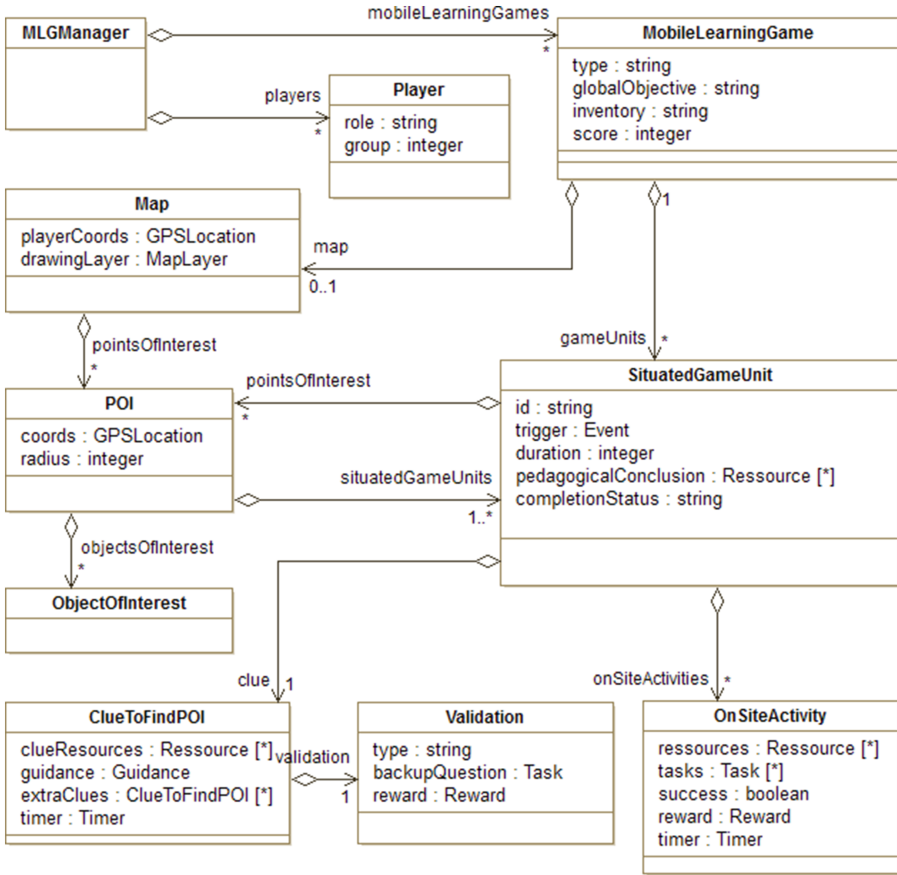 MLGManager
mobileLearningGames
*
MobileLearningGame
type : string
globalObjective : string
inventory : string
score : integer
players
*
Player
role : string
group : integer
Map
playerCoords : GPSLocation
drawingLayer : MapLayer
map
0..1
1
gameUnits
*
pointsOfInterest
*
POI
coords : GPSLocation
radius : integer
pointsOfInterest
*
SituatedGameUnit
id : string
trigger : Event
duration : integer
pedagogicalConclusion : Ressource [*]
completionStatus : string
situatedGameUnits
1..*
objectsOfInterest
*
ObjectOfInterest
clue
1
onSiteActivities
*
ClueToFindPOI
clueResources : Ressource [*]
guidance : Guidance
extraClues : ClueToFindPOI [*]
timer : Timer
validation
1
Validation
type : string
backupQuestion : Task
reward : Reward
OnSiteActivity
ressources : Ressource [*]
tasks : Task [*]
success : boolean
reward : Reward
timer : Timer